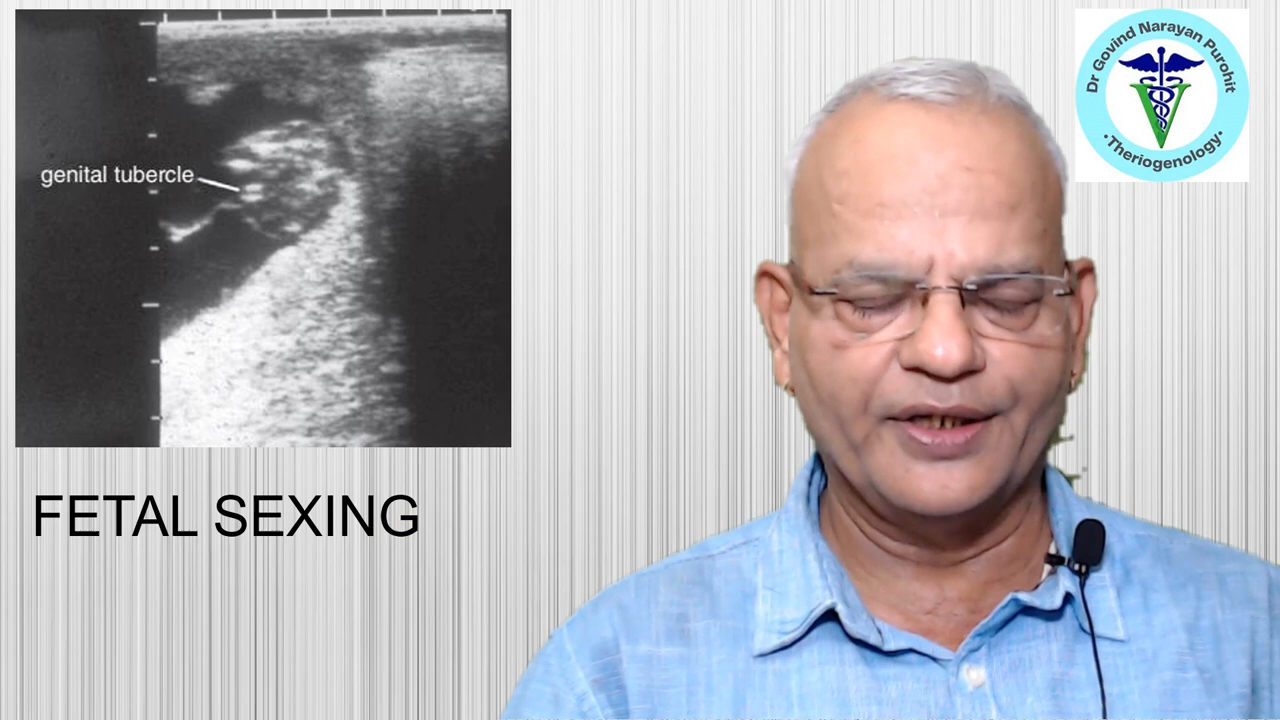 genital tubercle
FETAL SEXING
Dr Govind Narayan Purohit
·Theriogenology·